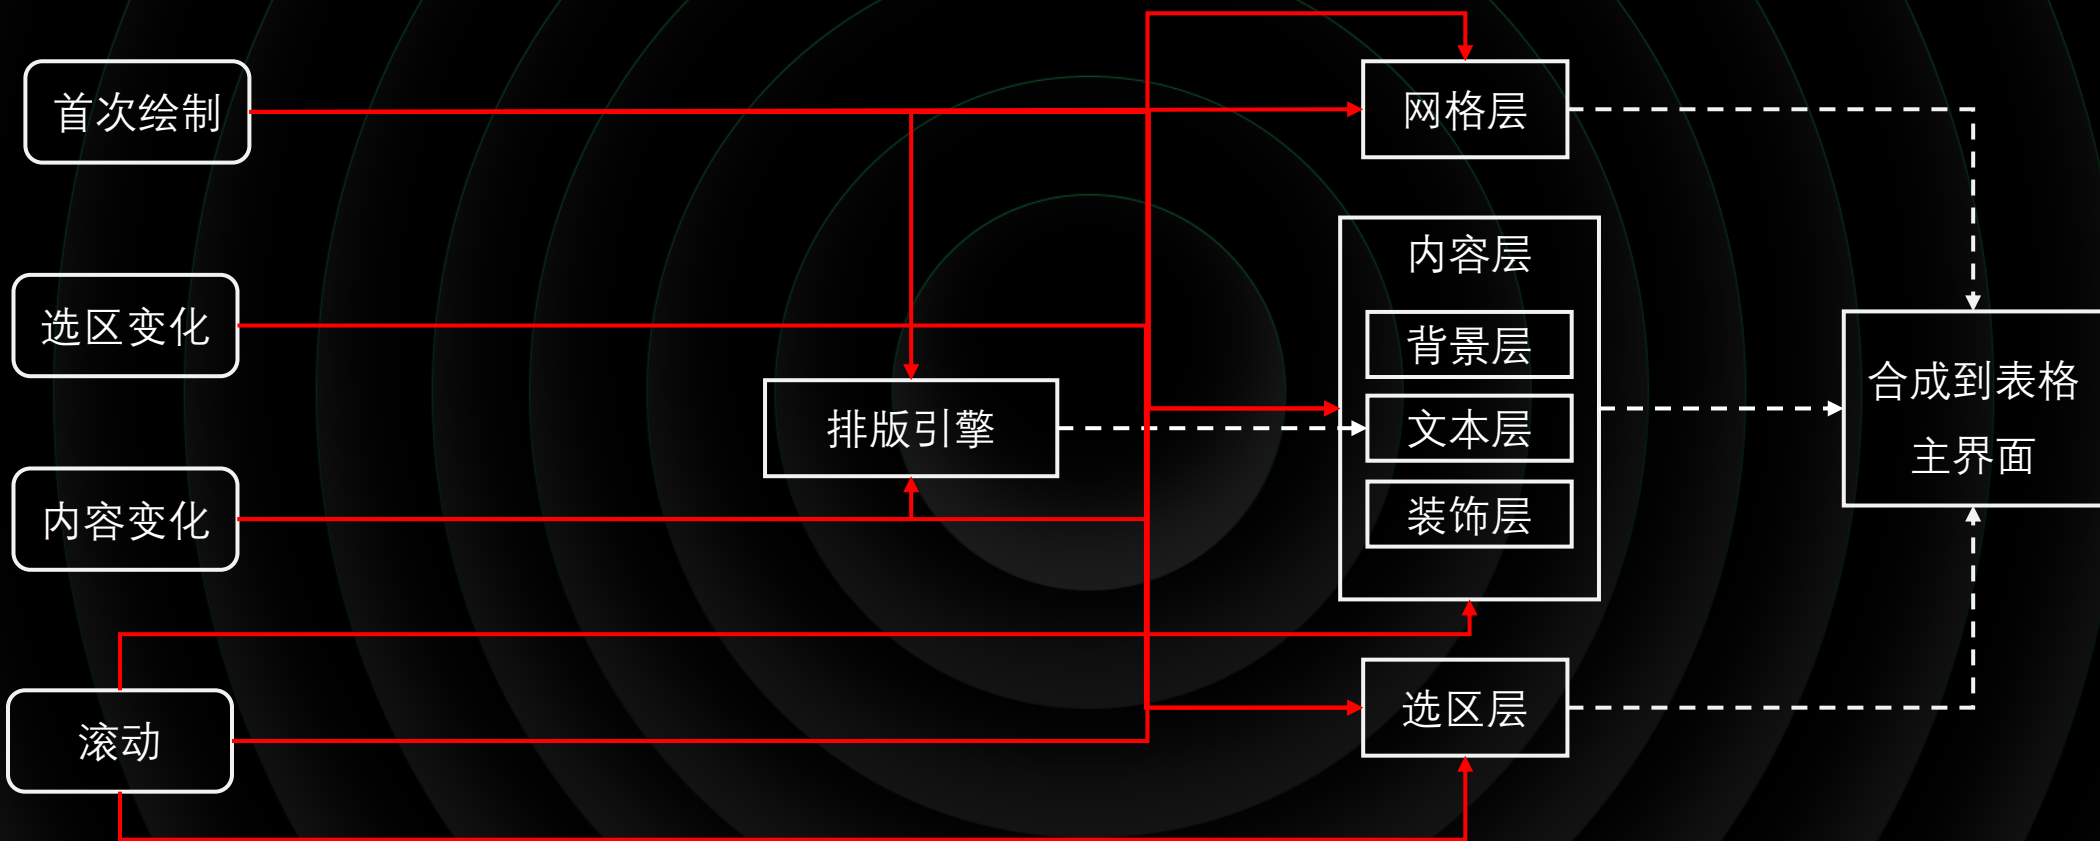 首次绘制
选区变化
内容变化
滚动
排版引擎
网格层
内容层
背景层
文本层
装饰层
选区层
合成到表格
主界面